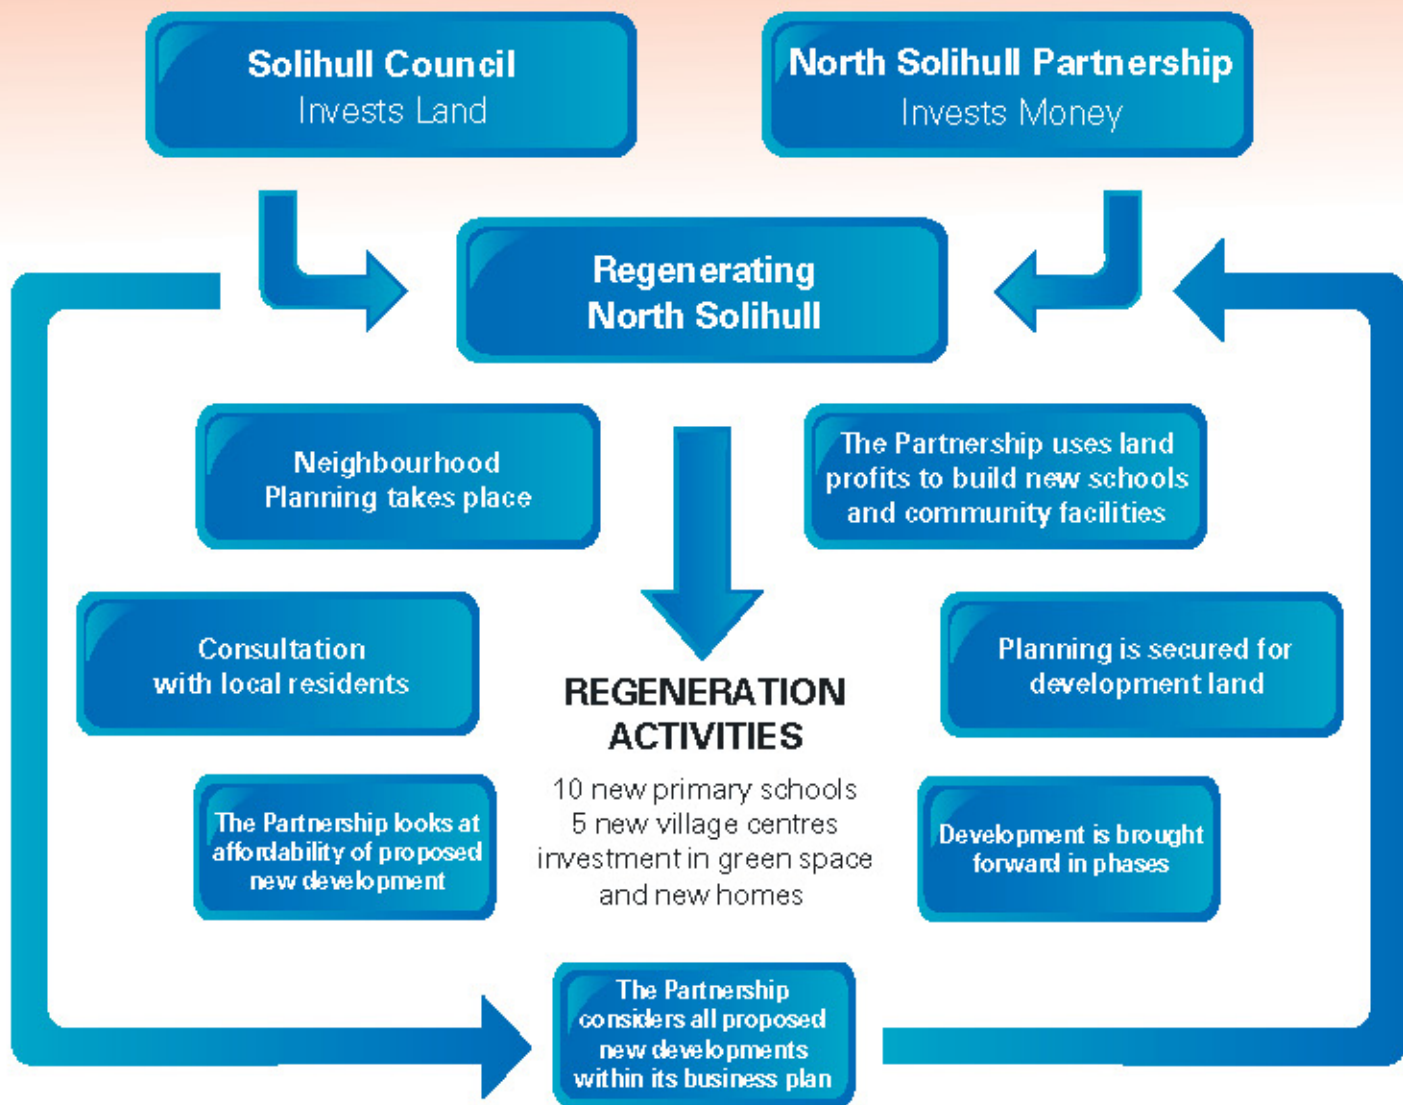 Solihull Council
Invests Land
North Solihull Partnership
Invests Money
Regenerating
North Solihull
Neighbourhood
Planning takes place
The Partnership uses land
profits to build new schools
and community facilities
Consultation
with local residents
Planning is secured for
development land
REGENERATION
ACTIVITIES
10 new primary schools
5 new village centres
investment in green space
and new homes
The Partnership looks at
affordability of proposed
new development
Development is brought
forward in phases
The Partnership
considers all proposed
new developments
within its business plan